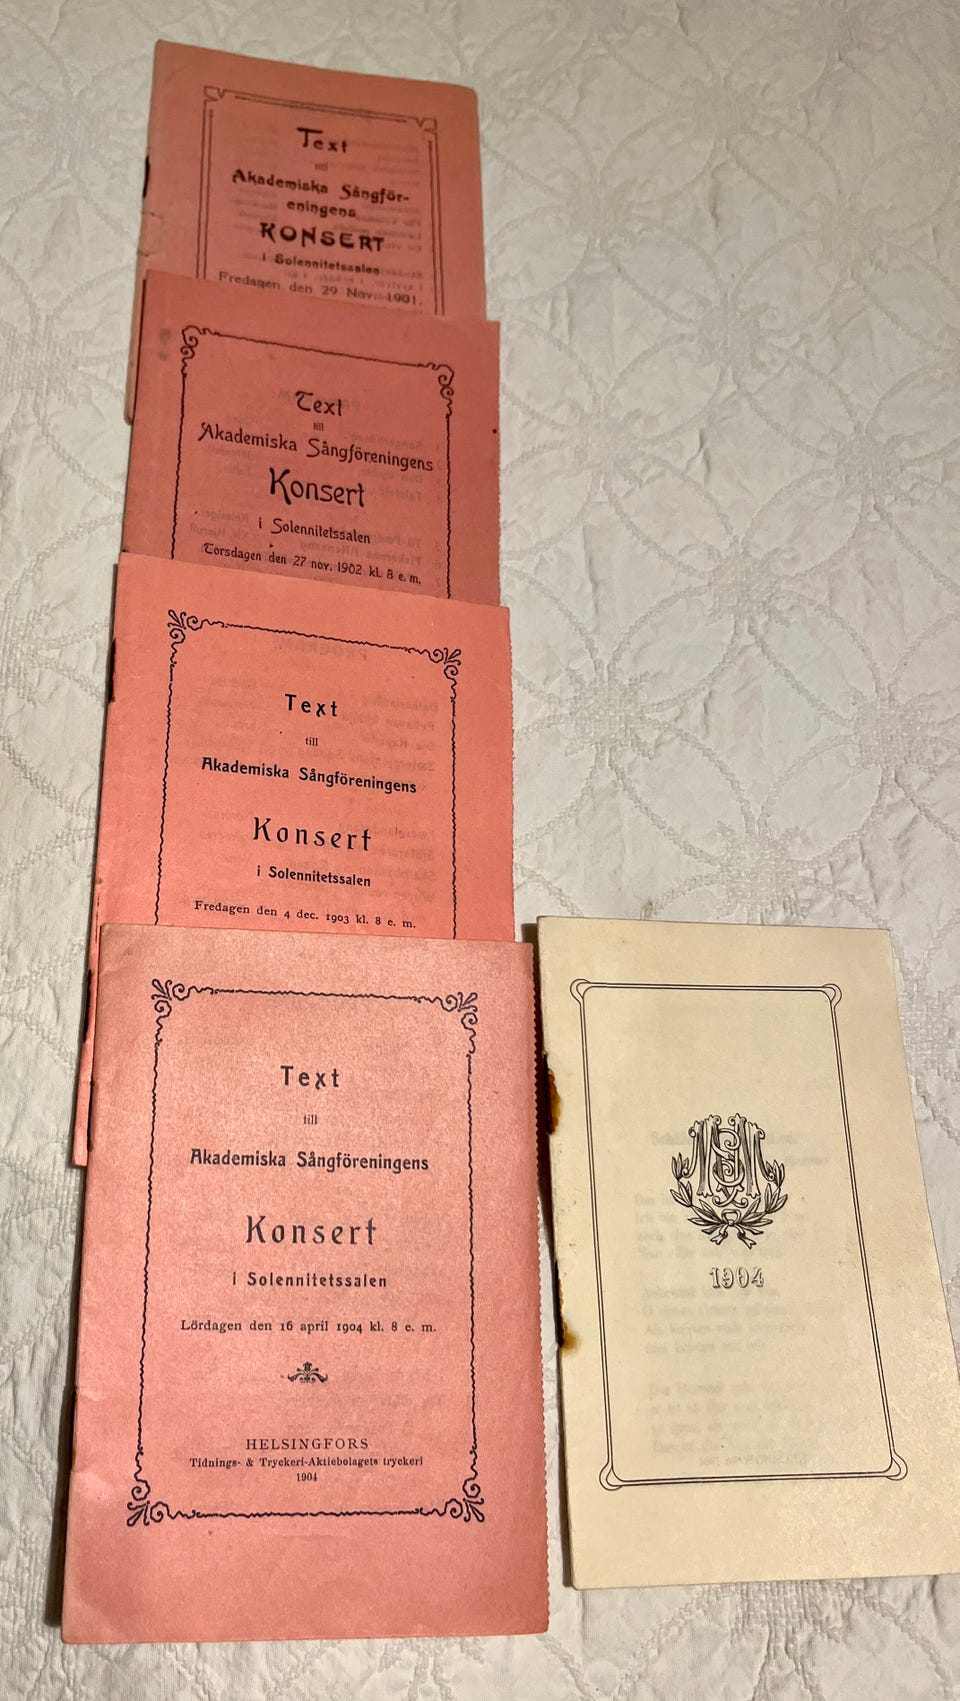 Text
till
Akademiska Sångför-
eningens
KONSERT
i Solennitetssalen
Fredagen den 29 Nov. 1901.
Text
till
Akademiska Sångföreningens
Konsert
i Solennitetssalen
Torsdagen den 27 nov. 1902 kl. 8 e. m.
Text
till
Akademiska Sångföreningens
Konsert
i Solennitetssalen
Fredagen den 4 dec. 1903 kl. 8 e. m.
Text
till
Akademiska Sångföreningens
Konsert
i Solennitetssalen
Lördagen den 16 april 1904 kl. 8 e. m.
HELSINGFORS
Tidnings- & Tryckeri-Aktiebolagets tryckeri
1904
1904